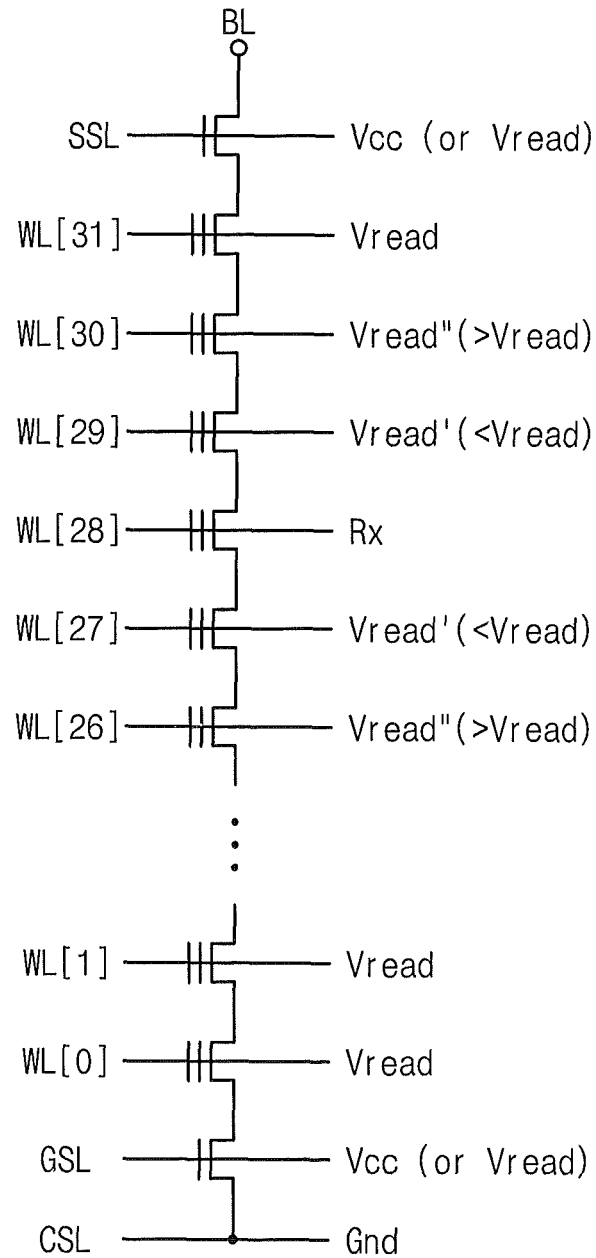 BL
SSL Vcc (or Vread)
WL[31] Vread
WL[30] Vread"(>Vread)
WL[29] Vread'(<Vread)
WL[28] Rx
WL[27] Vread'(<Vread)
WL[26] Vread"(>Vread)
WL[1] Vread
WL[0] Vread
GSL Vcc (or Vread)
CSL Gnd